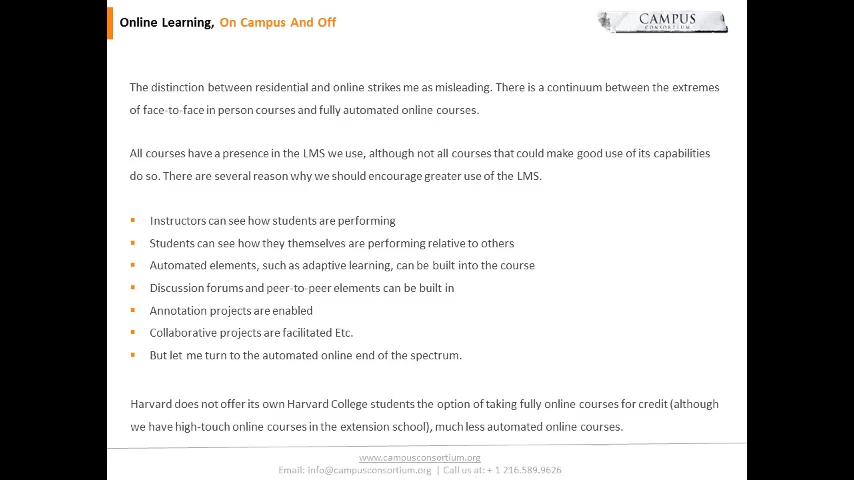 Online Learning, On Campus And Off
CAMPUS
CONSORTIUM
The distinction between residential and online strikes me as misleading. There is a continuum between the extremes
of face-to-face in person courses and fully automated online courses.
All courses have a presence in the LMS we use, although not all courses that could make good use of its capabilities
do so. There are several reason why we should encourage greater use of the LMS.
Instructors can see how students are performing
Students can see how they themselves are performing relative to others
Automated elements, such as adaptive learning, can be built into the course
Discussion forums and peer-to-peer elements can be built in
Annotation projects are enabled
Collaborative projects are facilitated Etc.
But let me turn to the automated online end of the spectrum.
Harvard does not offer its own Harvard College students the option of taking fully online courses for credit (although
we have high-touch online courses in the extension school), much less automated online courses.
www.campusconsortium.org
Email: info@campusconsortium.org | Call us at: + 1 216.589.9626